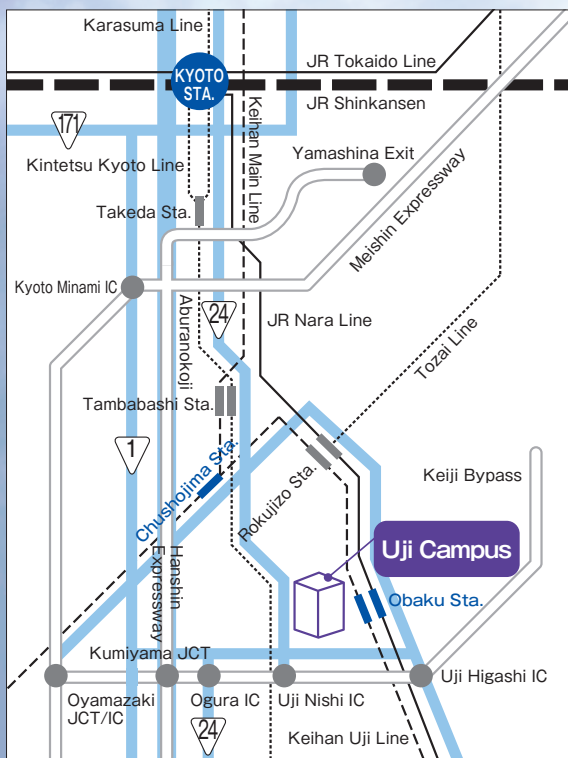 Karasuma Line
JR Tokaido Line
KYOTO
STA.
JR Shinkansen
171
Keihan Main Line
Kintetsu Kyoto Line
Yamashina Exit
Takeda Sta.
Meishin Expressway
Kyoto Minami IC
Aburanokoji
24
JR Nara Line
Tozai Line
Tambabashi Sta.
1
Chushojima Sta.
Rokujizo Sta.
Keiji Bypass
Hanshin
Expressway
Uji Campus
Obaku Sta.
Kumiyama JCT
Oyamazaki
JCT/IC
Ogura IC
Uji Nishi IC
Uji Higashi IC
24
Keihan Uji Line